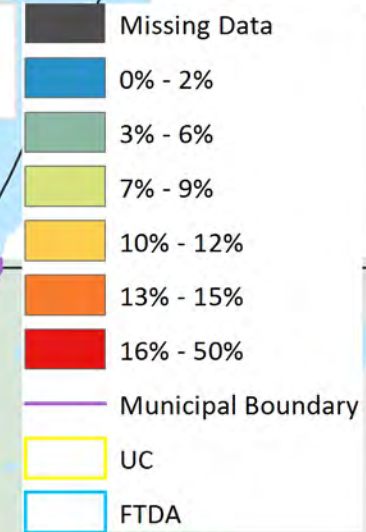 Missing Data
0% - 2%
3% - 6%
7% - 9%
10% - 12%
13% - 15%
16% - 50%
Municipal Boundary
UC
FTDA